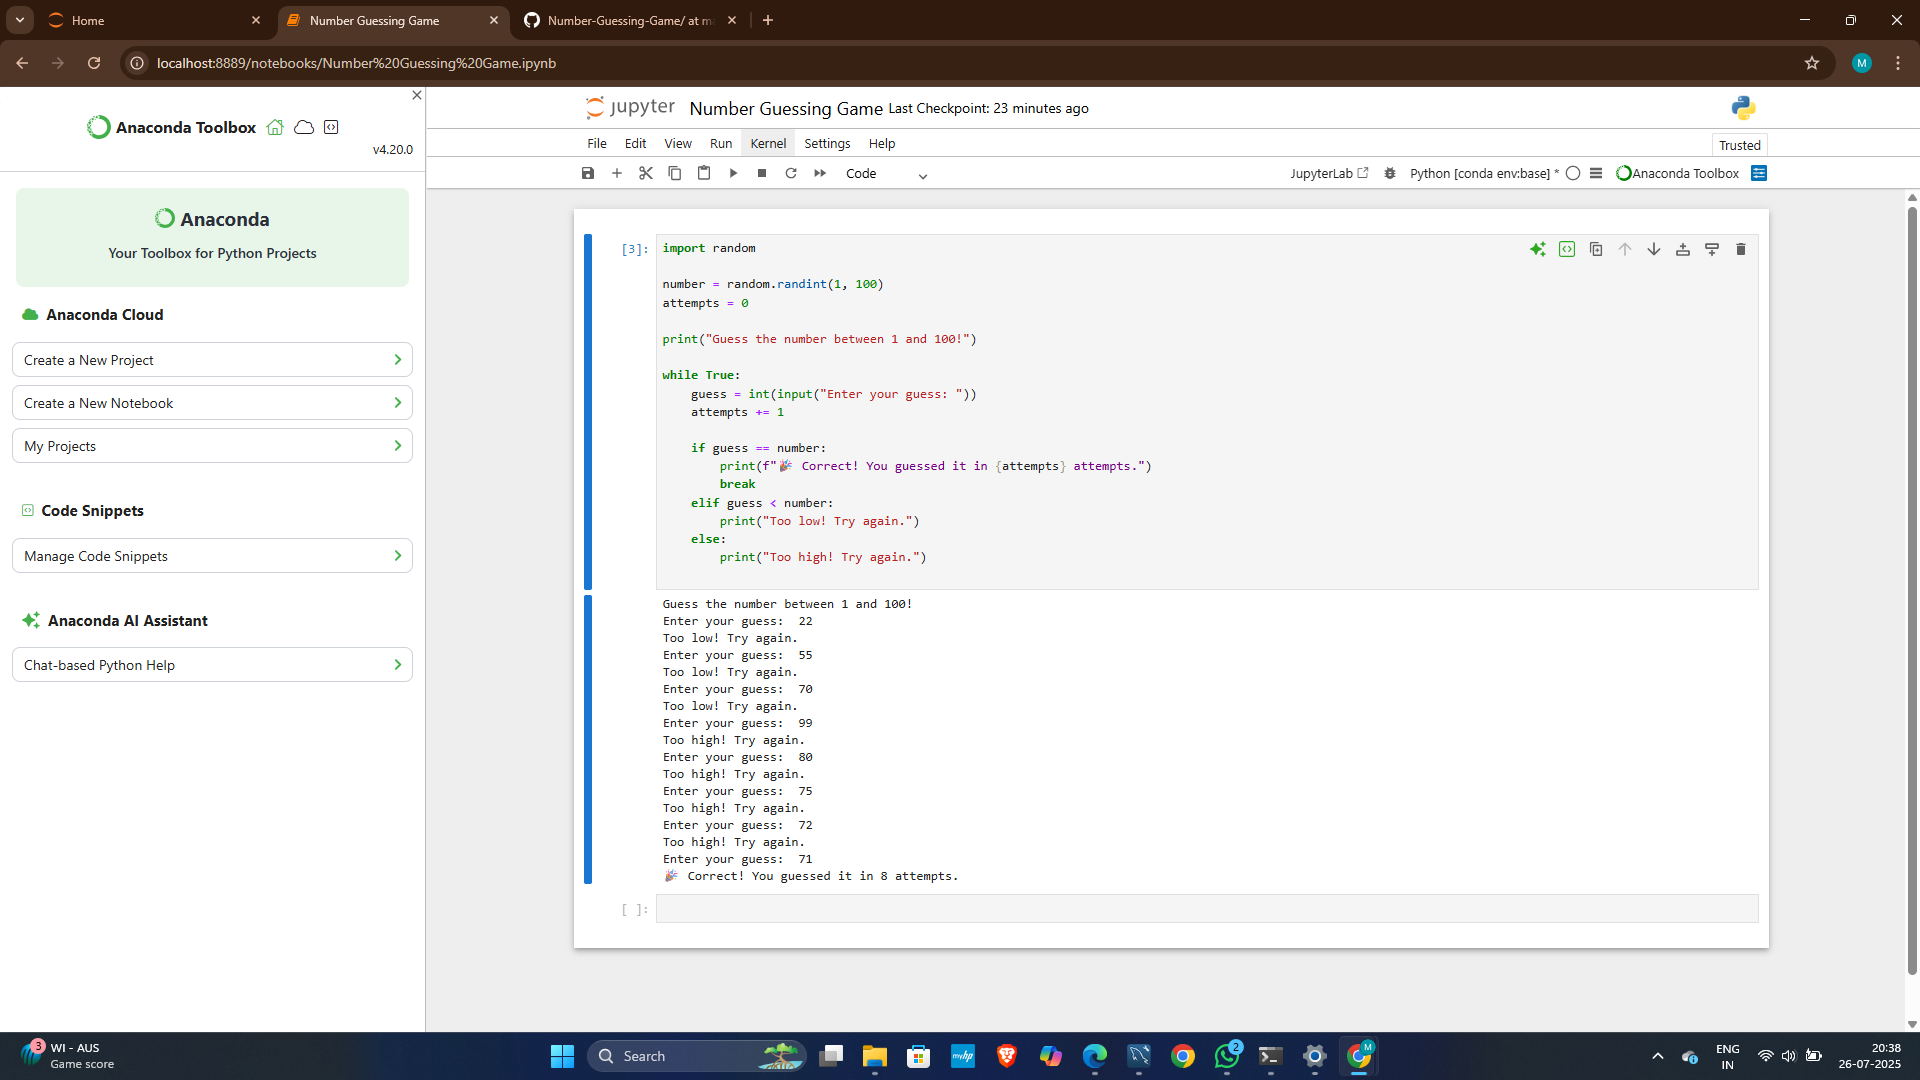 Home
Number Guessing Game
Number-Guessing-Game/ at m
localhost:8889/notebooks/Number%20Guessing%20Game.ipynb
M
Anaconda Toolbox
v4.20.0
Anaconda
Your Toolbox for Python Projects
Anaconda Cloud
Create a New Project
Create a New Notebook
My Projects
Code Snippets
Manage Code Snippets
Anaconda AI Assistant
Chat-based Python Help
jupyter Number Guessing Game Last Checkpoint: 23 minutes ago
File Edit View Run Kernel Settings Help
Trusted
Code
JupyterLab
Python [conda env:base] *
Anaconda Toolbox
[3]:
import random
number = random.randint(1, 100)
attempts = 0
print("Guess the number between 1 and 100!")
while True:
guess = int(input("Enter your guess: "))
attempts += 1
if guess == number:
print(f"🎉 Correct! You guessed it in {attempts} attempts.")
break
elif guess < number:
print("Too low! Try again.")
else:
print("Too high! Try again.")
Guess the number between 1 and 100!
Enter your guess: 22
Too low! Try again.
Enter your guess: 55
Too low! Try again.
Enter your guess: 70
Too low! Try again.
Enter your guess: 99
Too high! Try again.
Enter your guess: 80
Too high! Try again.
Enter your guess: 75
Too high! Try again.
Enter your guess: 72
Too high! Try again.
Enter your guess: 71
🎉 Correct! You guessed it in 8 attempts.
[ ]:
3
WI - AUS
Game score
Search
myhp
2
M
ENG
IN
20:38
26-07-2025